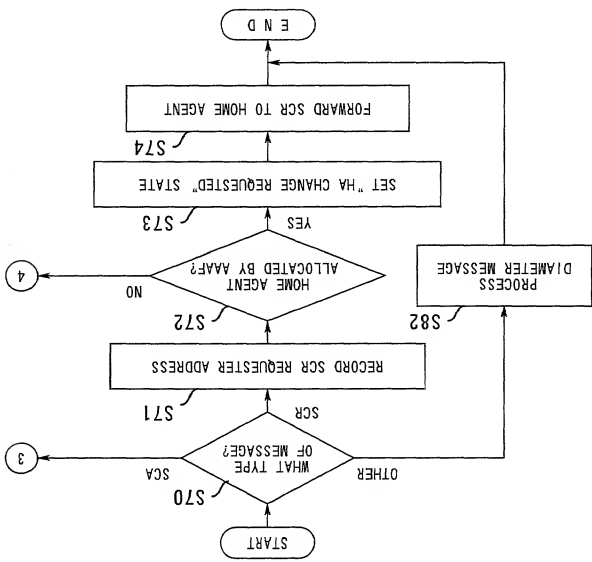 START
S70
WHAT TYPE
OF MESSAGE?
OTHER
SCA
3
SCR
S71
RECORD SCR REQUESTER ADDRESS
S72
HOME AGENT
ALLOCATED BY AAAF?
NO
4
YES
S82
PROCESS
DIAMETER MESSAGE
S73
SET "HA CHANGE REQUESTED" STATE
S74
FORWARD SCR TO HOME AGENT
END